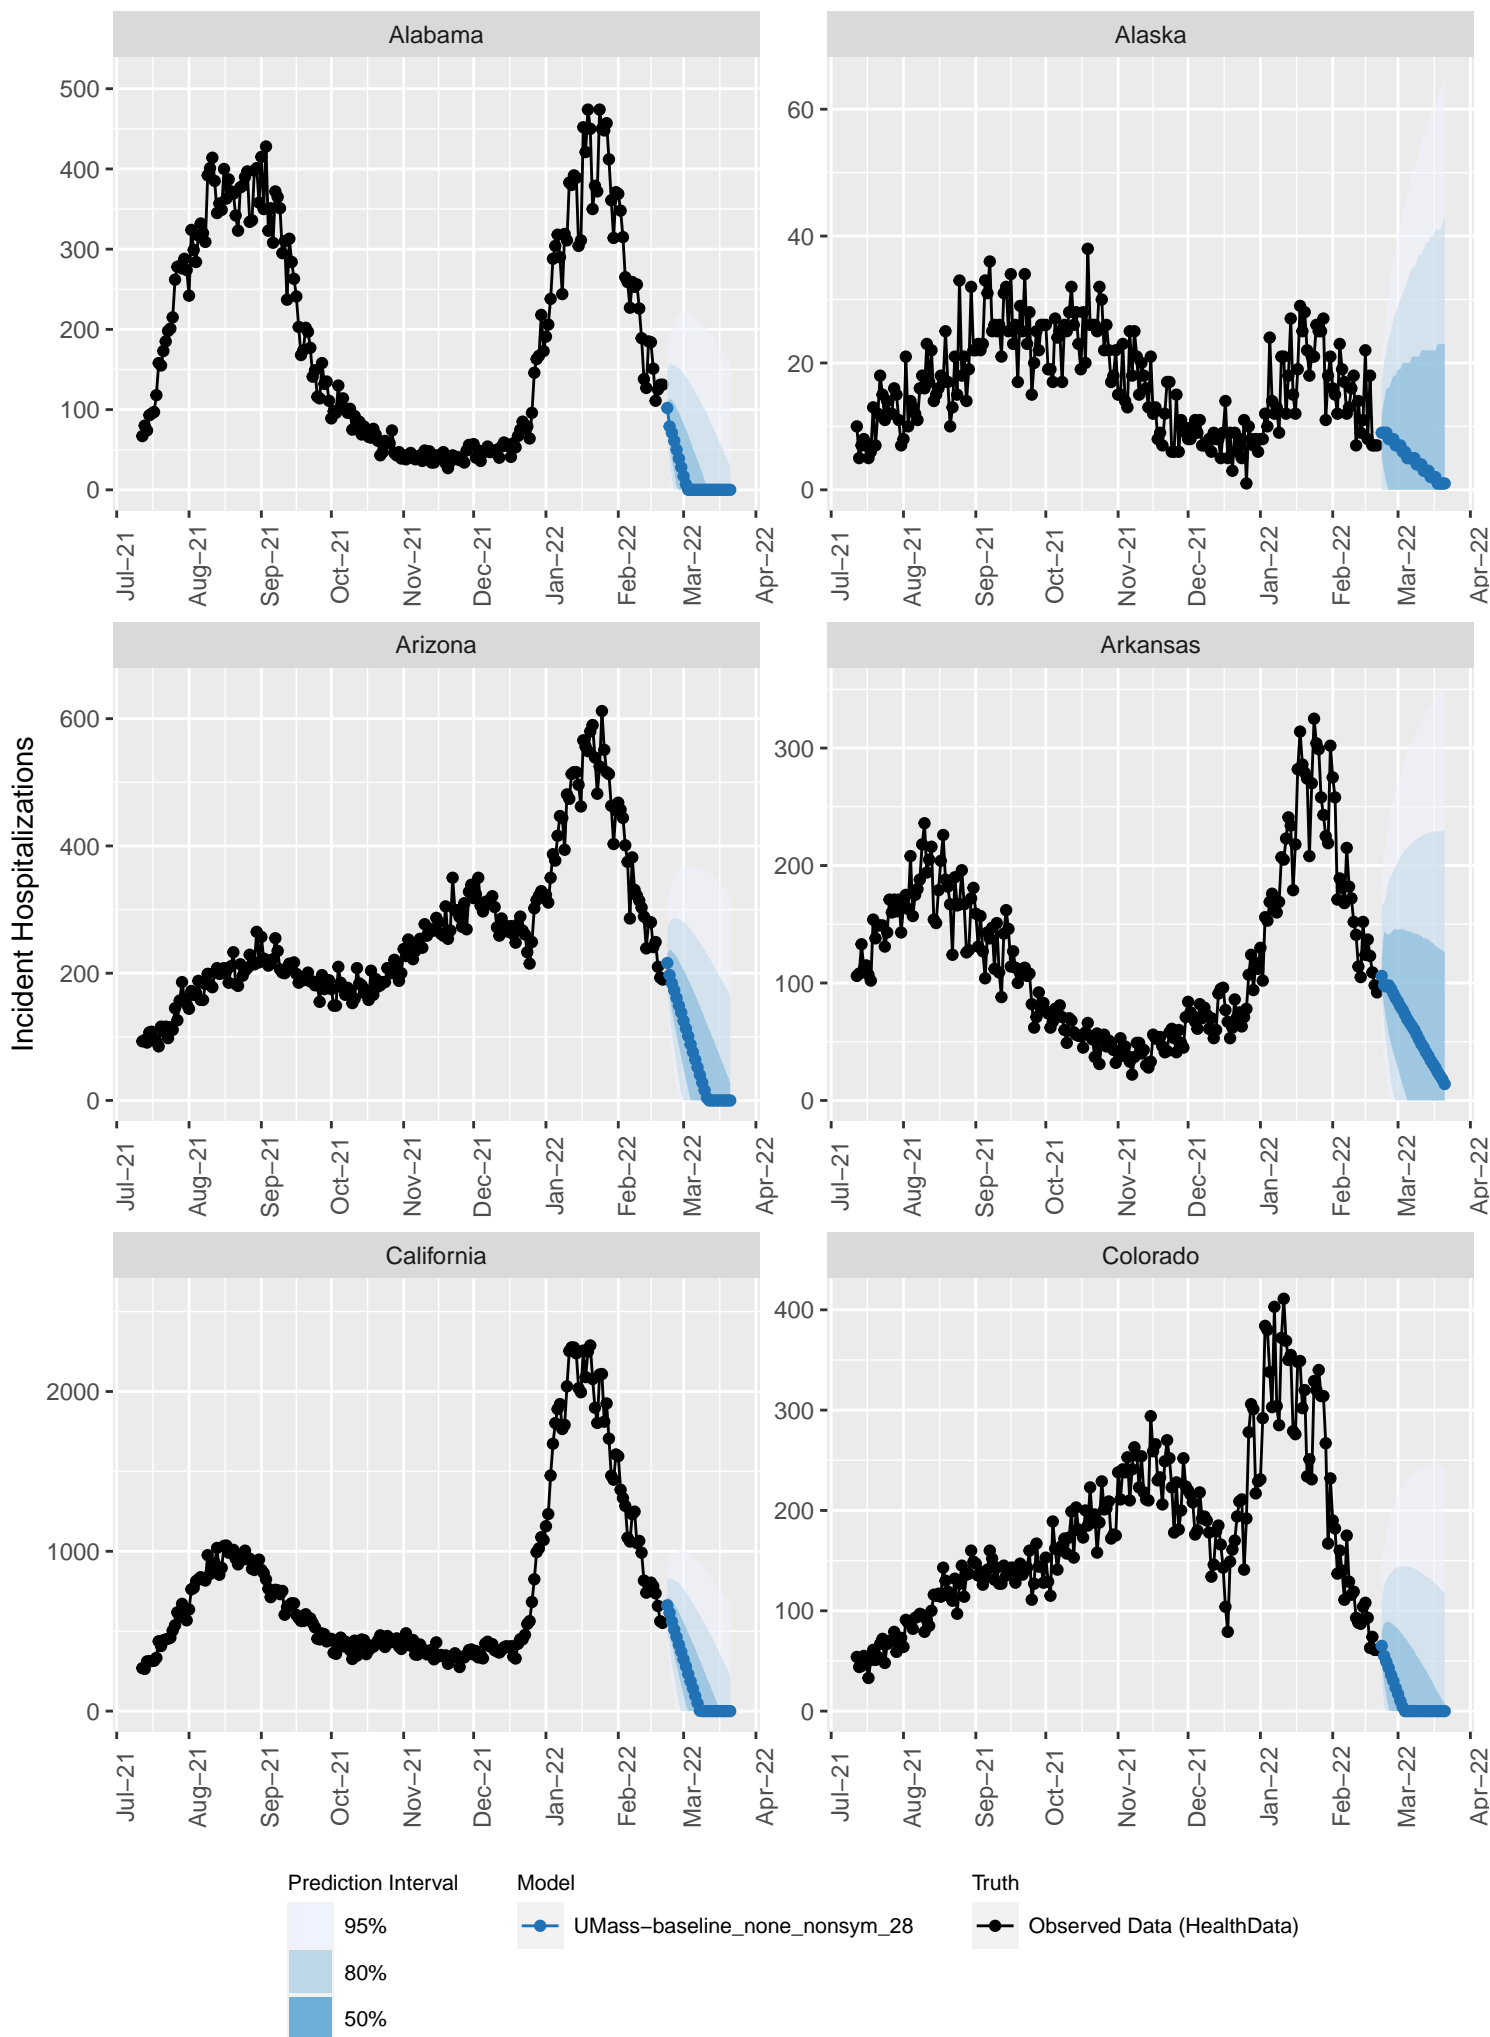 Alabama
Alaska
500
400
300
200
100
0
60
40
20
0
Jul−21
Aug−21
Sep−21
Oct−21
Nov−21
Dec−21
Jan−22
Feb−22
Mar−22
Apr−22
Jul−21
Aug−21
Sep−21
Oct−21
Nov−21
Dec−21
Jan−22
Feb−22
Mar−22
Apr−22
Incident Hospitalizations
Arizona
Arkansas
600
400
200
0
300
200
100
0
Jul−21
Aug−21
Sep−21
Oct−21
Nov−21
Dec−21
Jan−22
Feb−22
Mar−22
Apr−22
Jul−21
Aug−21
Sep−21
Oct−21
Nov−21
Dec−21
Jan−22
Feb−22
Mar−22
Apr−22
California
Colorado
2000
1000
0
400
300
200
100
0
Jul−21
Aug−21
Sep−21
Oct−21
Nov−21
Dec−21
Jan−22
Feb−22
Mar−22
Apr−22
Jul−21
Aug−21
Sep−21
Oct−21
Nov−21
Dec−21
Jan−22
Feb−22
Mar−22
Apr−22
Prediction Interval
95%
80%
50%
Model
UMass−baseline_none_nonsym_28
Truth
Observed Data (HealthData)